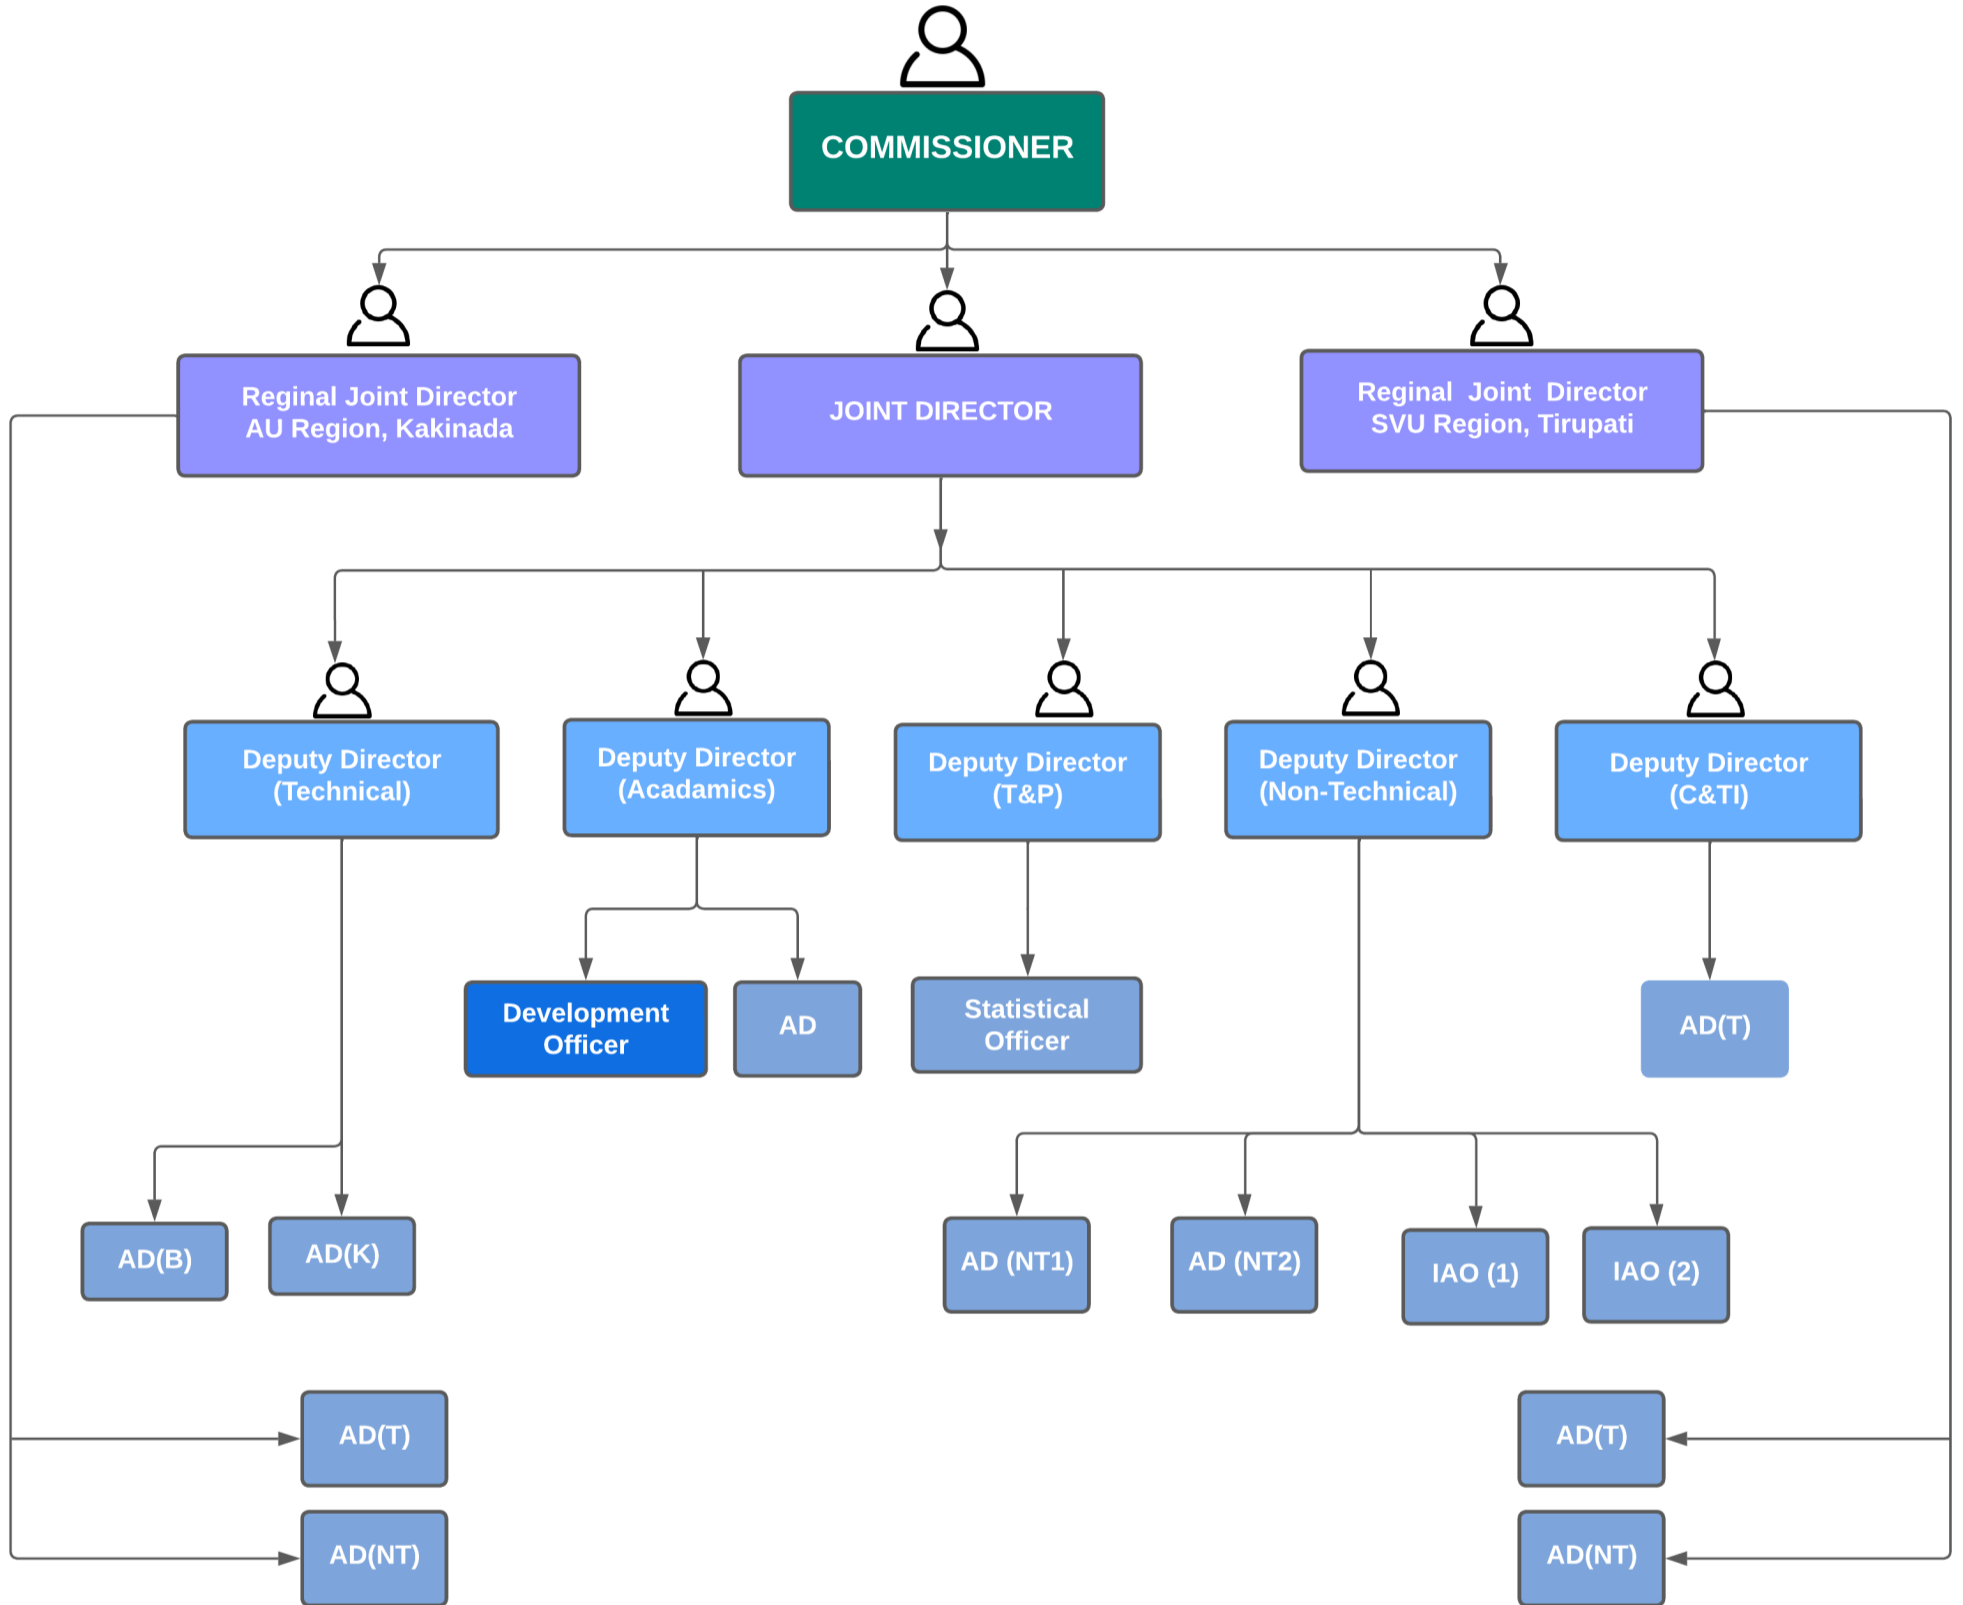 COMMISSIONER
Reginal Joint Director
AU Region, Kakinada
JOINT DIRECTOR
Reginal Joint Director
SVU Region, Tirupati
Deputy Director
(Technical)
Deputy Director
(Acadamics)
Deputy Director
(T&P)
Deputy Director
(Non-Technical)
Deputy Director
(C&TI)
Development
Officer
AD
Statistical
Officer
AD(T)
AD(B)
AD(K)
AD (NT1)
AD (NT2)
IAO (1)
IAO (2)
AD(T)
AD(T)
AD(NT)
AD(NT)